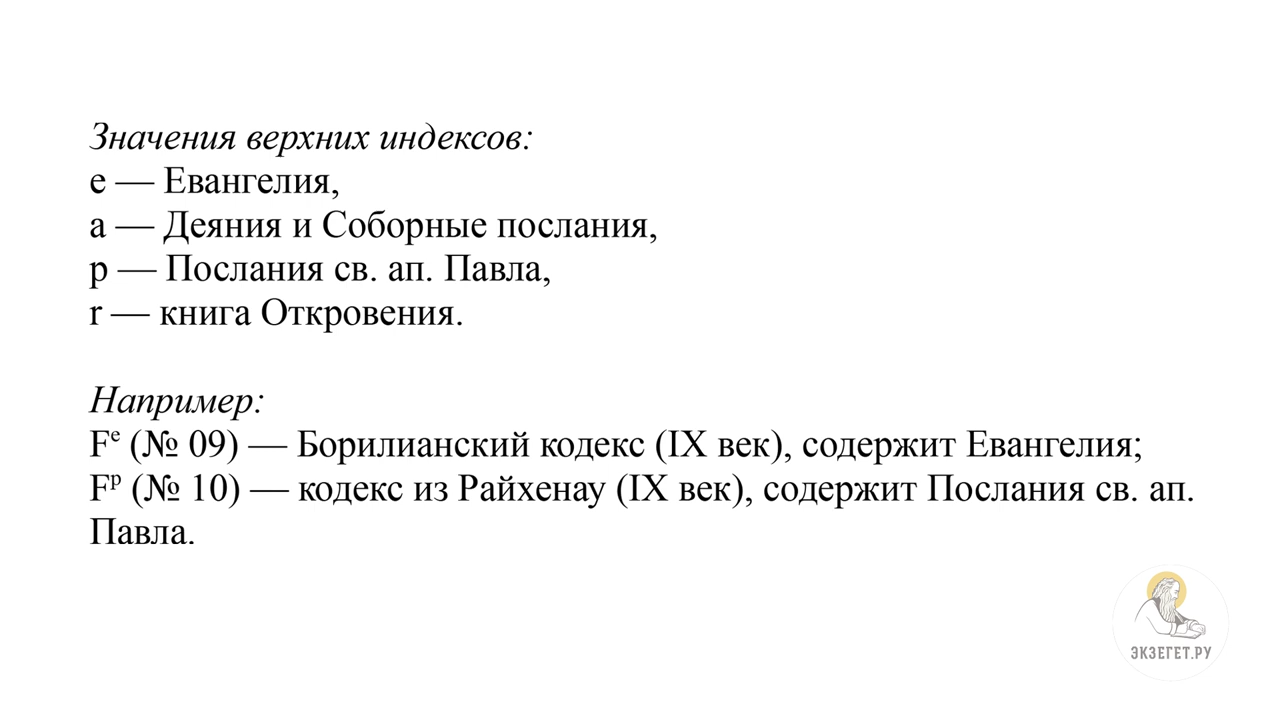 Значения верхних индексов:
e — Евангелия,
a — Деяния и Соборные послания,
p — Послания св. ап. Павла,
r — книга Откровения.
Например:
Fᵉ (№ 09) — Борилианский кодекс (IX век), содержит Евангелия;
Fᵖ (№ 10) — кодекс из Райхенау (IX век), содержит Послания св. ап.
Павла.
ЭКЗЕГЕТ.РУ